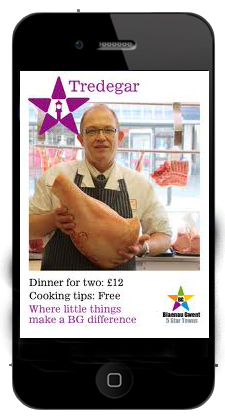 Tredegar
Dinner for two: £12
Cooking tips: Free
Where little things
make a BG difference
BG
Blaenau Gwent
5 Star Towns